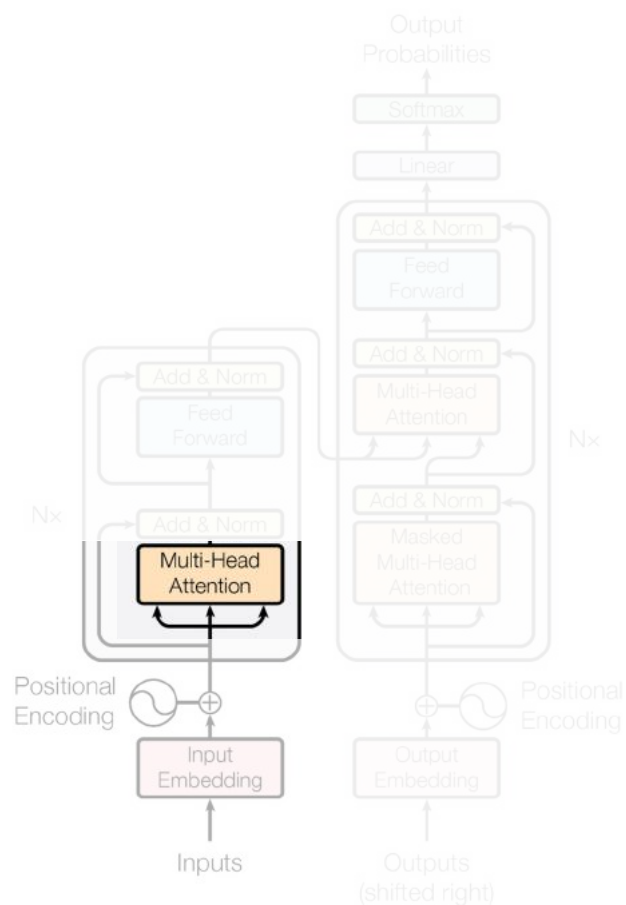 Output
Probabilities
Softmax
Linear
Add & Norm
Feed
Forward
Add & Norm
Multi-Head
Attention
Add & Norm
Masked
Multi-Head
Attention
Nx
Add & Norm
Feed
Forward
Nx
Add & Norm
Multi-Head
Attention
Positional
Encoding
Input
Embedding
Inputs
Positional
Encoding
Output
Embedding
Outputs
(shifted right)